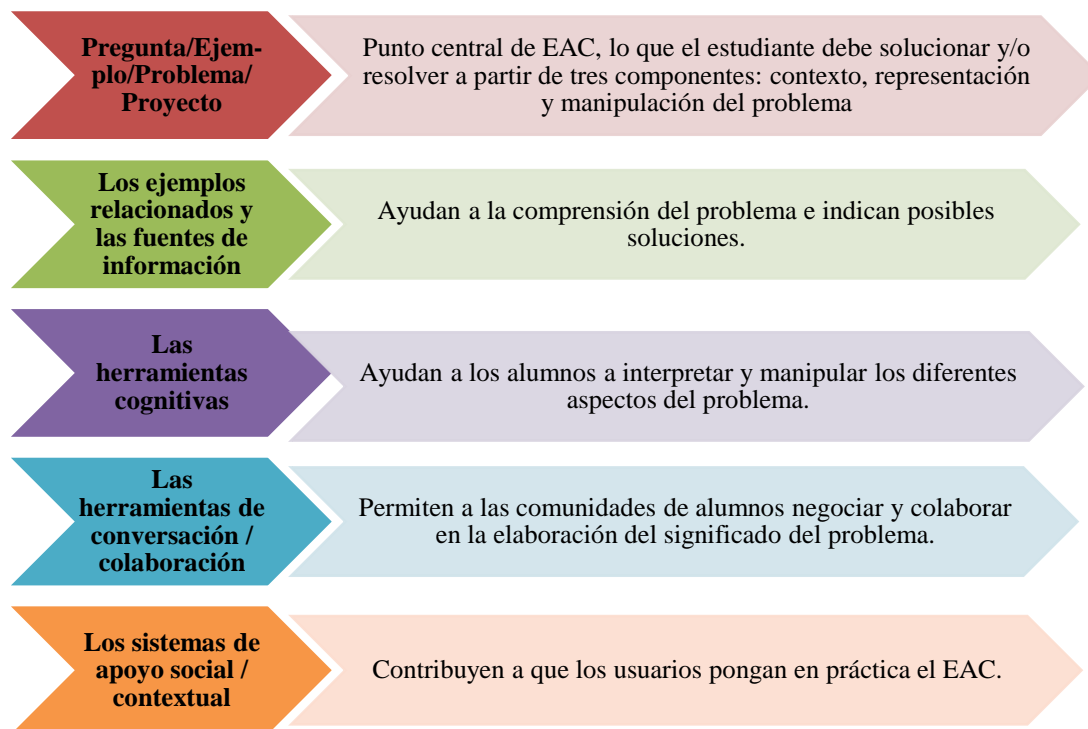 Pregunta/Ejem-
plo/Problema/
Proyecto
Punto central de EAC, lo que el estudiante debe solucionar y/o
resolver a partir de tres componentes: contexto, representación
y manipulación del problema
Los ejemplos
relacionados y
las fuentes de
información
Ayudan a la comprensión del problema e indican posibles
soluciones.
Las
herramientas
cognitivas
Ayudan a los alumnos a interpretar y manipular los diferentes
aspectos del problema.
Las
herramientas de
conversación /
colaboración
Permiten a las comunidades de alumnos negociar y colaborar
en la elaboración del significado del problema.
Los sistemas de
apoyo social /
contextual
Contribuyen a que los usuarios pongan en práctica el EAC.